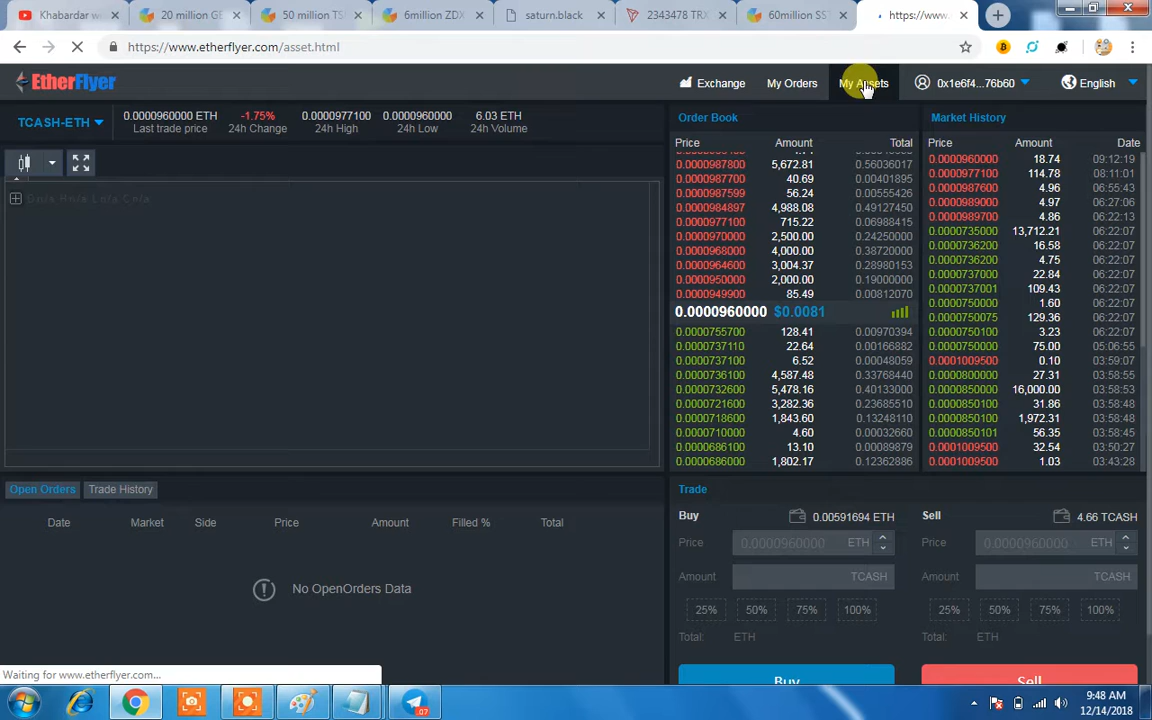 Khabardar w
20 million GE
50 million TS
6million ZDX
saturn.black
2343478 TRX
60million SS
https://www.
https://www.etherflyer.com/asset.html
EtherFlyer
Exchange
My Orders
My Assets
0x1e6f4...76b60
English
TCASH-ETH
0.0000960000 ETH
Last trade price
-1.75%
24h Change
0.0000977100
24h High
0.0000960000
24h Low
6.03 ETH
24h Volume
Order Book
Price Amount Total
0.0000987800 5,672.81 0.56036017
0.0000987700 40.69 0.00401895
0.0000987599 56.24 0.00555426
0.0000984897 4,988.08 0.49127450
0.0000977100 715.22 0.06988415
0.0000970000 2,500.00 0.24250000
0.0000968000 4,000.00 0.38720000
0.0000964600 3,004.37 0.28980153
0.0000950000 2,000.00 0.19000000
0.0000949900 85.49 0.00812070
0.0000960000 $0.0081
0.0000755700 128.41 0.00970394
0.0000737110 22.64 0.00166882
0.0000737100 6.52 0.00048059
0.0000736100 4,587.48 0.33768440
0.0000732600 5,478.16 0.40133000
0.0000721600 3,282.36 0.23685510
0.0000718600 1,843.60 0.13248110
0.0000710000 4.60 0.00032660
0.0000686100 13.10 0.00089879
0.0000686000 1,802.17 0.12362886
Market History
Price Amount Date
0.0000960000 18.74 09:12:19
0.0000977100 114.78 08:11:01
0.0000987600 4.96 06:55:43
0.0000989000 4.97 06:27:06
0.0000989700 4.86 06:22:13
0.0000735000 13,712.21 06:22:07
0.0000736200 16.58 06:22:07
0.0000736200 4.75 06:22:07
0.0000737000 22.84 06:22:07
0.0000737001 109.43 06:22:07
0.0000750000 1.60 06:22:07
0.0000750075 129.36 06:22:07
0.0000750100 3.23 06:22:07
0.0000750000 75.00 05:06:55
0.0001009500 0.10 03:59:07
0.0000800000 27.31 03:58:55
0.0000850000 16,000.00 03:58:53
0.0000850100 31.86 03:58:48
0.0000850100 1,972.31 03:58:48
0.0000850101 56.35 03:58:45
0.0001009500 32.54 03:50:27
0.0001009500 1.03 03:43:28
Open Orders
Trade History
Date Market Side Price Amount Filled % Total
No OpenOrders Data
Trade
Buy 0.00591694 ETH
Price 0.0000960000 ETH
Amount TCASH
25% 50% 75% 100%
Total: ETH
Buy
Sell 4.66 TCASH
Price 0.0000960000 ETH
Amount TCASH
25% 50% 75% 100%
Total: ETH
Sell
Waiting for www.etherflyer.com...
07
9:48 AM
12/14/2018